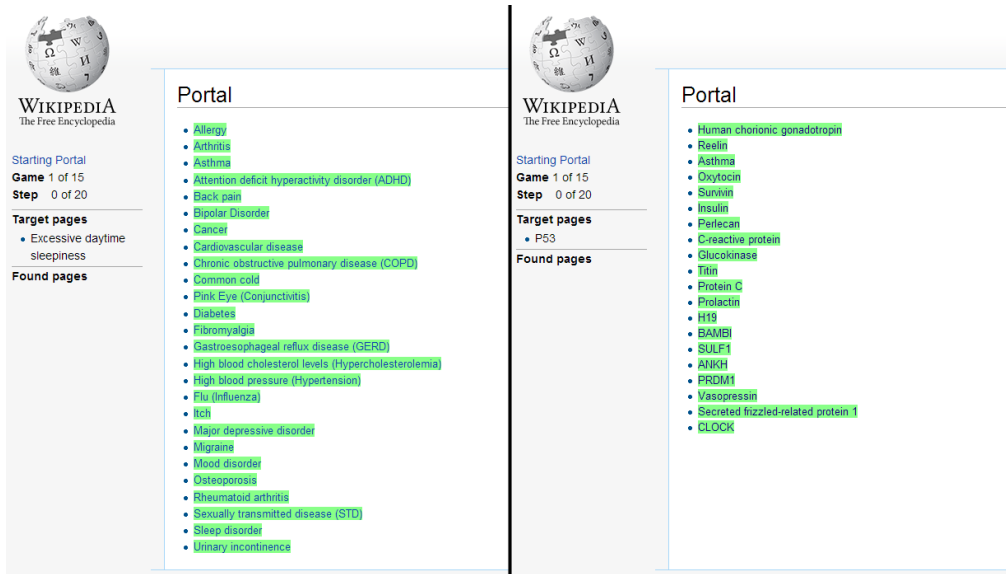 WIKIPEDIA
The Free Encyclopedia
Starting Portal
Game 1 of 15
Step 0 of 20
Target pages
Excessive daytime
sleepiness
Found pages
Portal
Allergy
Arthritis
Asthma
Attention deficit hyperactivity disorder (ADHD)
Back pain
Bipolar Disorder
Cancer
Cardiovascular disease
Chronic obstructive pulmonary disease (COPD)
Common cold
Pink Eye (Conjunctivitis)
Diabetes
Fibromyalgia
Gastroesophageal reflux disease (GERD)
High blood cholesterol levels (Hypercholesterolemia)
High blood pressure (Hypertension)
Flu (Influenza)
Itch
Major depressive disorder
Migraine
Mood disorder
Osteoporosis
Rheumatoid arthritis
Sexually transmitted disease (STD)
Sleep disorder
Urinary incontinence
WIKIPEDIA
The Free Encyclopedia
Starting Portal
Game 1 of 15
Step 0 of 20
Target pages
P53
Found pages
Portal
Human chorionic gonadotropin
Reelin
Asthma
Oxytocin
Survivin
Insulin
Perlecan
C-reactive protein
Glucokinase
Titin
Protein C
Prolactin
H19
BAMBI
SULF1
ANKH
PRDM1
Vasopressin
Secreted frizzled-related protein 1
CLOCK